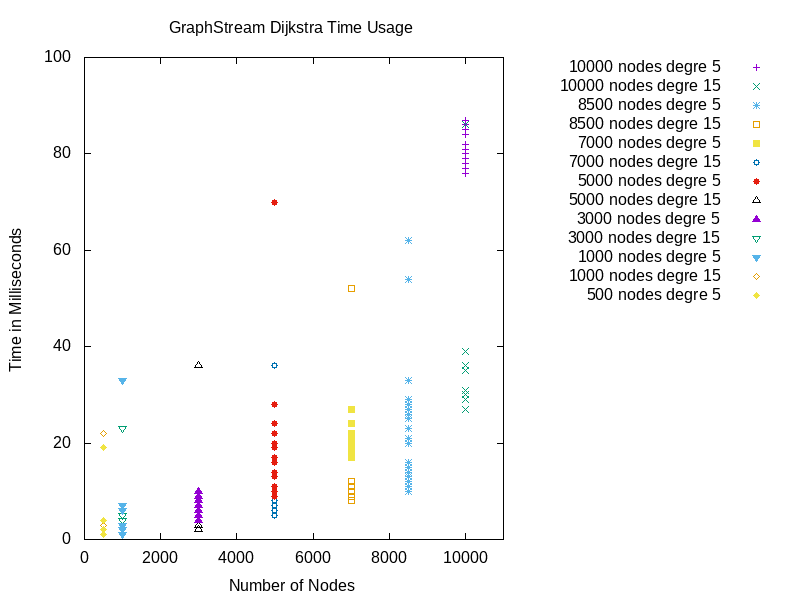 GraphStream Dijkstra Time Usage
100
80
60
40
20
0
Time in Milliseconds
0 2000 4000 6000 8000 10000
Number of Nodes
10000 nodes degre 5
10000 nodes degre 15
8500 nodes degre 5
8500 nodes degre 15
7000 nodes degre 5
7000 nodes degre 15
5000 nodes degre 5
5000 nodes degre 15
3000 nodes degre 5
3000 nodes degre 15
1000 nodes degre 5
1000 nodes degre 15
500 nodes degre 5